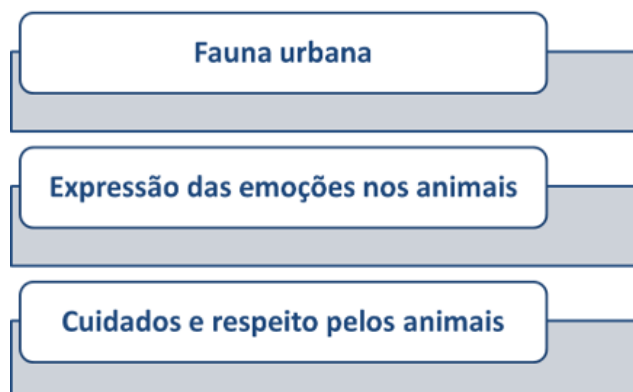 Fauna urbana
Expressão das emoções nos animais
Cuidados e respeito pelos animais